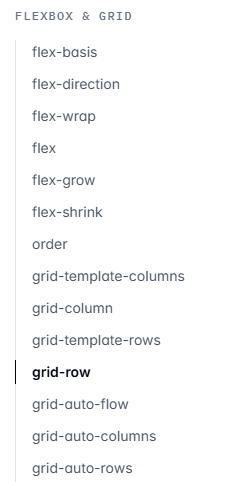 FLEXBOX & GRID
flex-basis
flex-direction
flex-wrap
flex
flex-grow
flex-shrink
order
grid-template-columns
grid-column
grid-template-rows
grid-row
grid-auto-flow
grid-auto-columns
grid-auto-rows